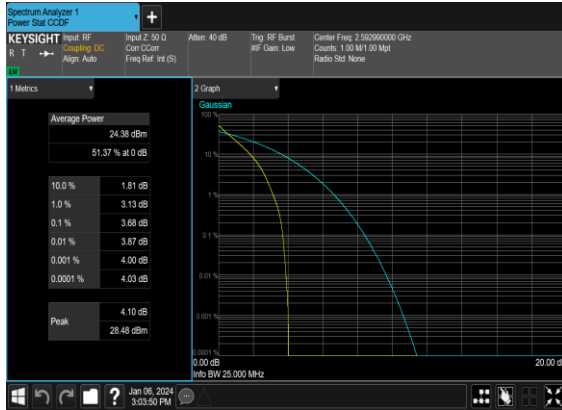 Spectrum Analyzer 1
Power Stat CCDF
+
KEYSIGHT
R T
LU
Input: RF
Coupling: DC
Align: Auto
Input Z: 50 Ω
Corr CCorr
Freq Ref: Int (S)
Atten: 40 dB
Trig: RF Burst
#IF Gain: Low
Center Freq: 2.592990000 GHz
Counts: 1.00 M/1.00 Mpt
Radio Std: None
1 Metrics
Average Power
24.38 dBm
51.37 % at 0 dB
10.0 % 1.81 dB
1.0 % 3.13 dB
0.1 % 3.68 dB
0.01 % 3.87 dB
0.001 % 4.00 dB
0.0001 % 4.03 dB
Peak
4.10 dB
28.48 dBm
2 Graph
Gaussian
100 %
10 %
1 %
0.1 %
0.01 %
0.001 %
0.0001 %
0.00 dB
20.00 d
Info BW 25.000 MHz
?
Jan 06, 2024
3:03:50 PM